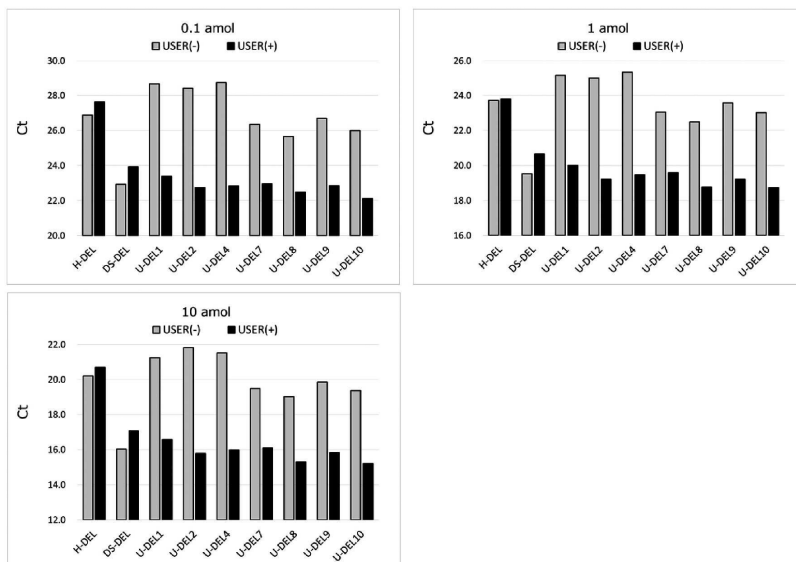 0.1 amol
USER(-) USER(+)
30.0
28.0
26.0
24.0
22.0
20.0
Ct
H-DEL DS-DEL U-DEL1 U-DEL2 U-DEL4 U-DEL7 U-DEL8 U-DEL9 U-DEL10
1 amol
USER(-) USER(+)
26.0
24.0
22.0
20.0
18.0
16.0
Ct
H-DEL DS-DEL U-DEL1 U-DEL2 U-DEL4 U-DEL7 U-DEL8 U-DEL9 U-DEL10
10 amol
USER(-) USER(+)
22.0
20.0
18.0
16.0
14.0
12.0
Ct
H-DEL DS-DEL U-DEL1 U-DEL2 U-DEL4 U-DEL7 U-DEL8 U-DEL9 U-DEL10